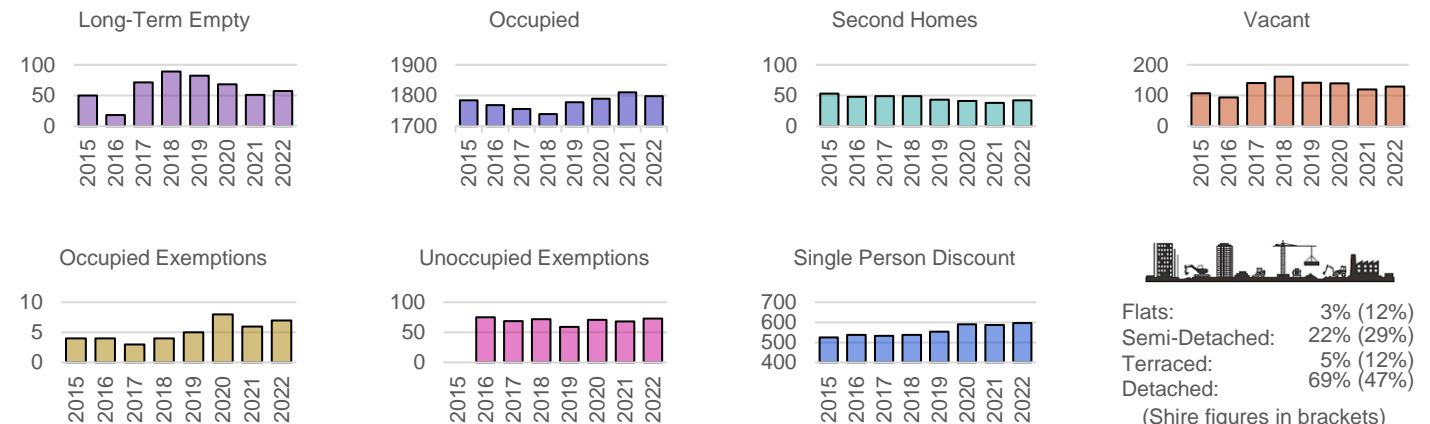 Long-Term Empty
100
50
0
2015 2016 2017 2018 2019 2020 2021 2022
Occupied
1900
1800
1700
2015 2016 2017 2018 2019 2020 2021 2022
Second Homes
100
50
0
2015 2016 2017 2018 2019 2020 2021 2022
Vacant
200
100
0
2015 2016 2017 2018 2019 2020 2021 2022
Occupied Exemptions
10
5
0
2015 2016 2017 2018 2019 2020 2021 2022
Unoccupied Exemptions
100
50
0
2015 2016 2017 2018 2019 2020 2021 2022
Single Person Discount
700
600
500
400
2015 2016 2017 2018 2019 2020 2021 2022
Flats: 3% (12%)
Semi-Detached: 22% (29%)
Terraced: 5% (12%)
Detached: 69% (47%)
(Shire figures in brackets)